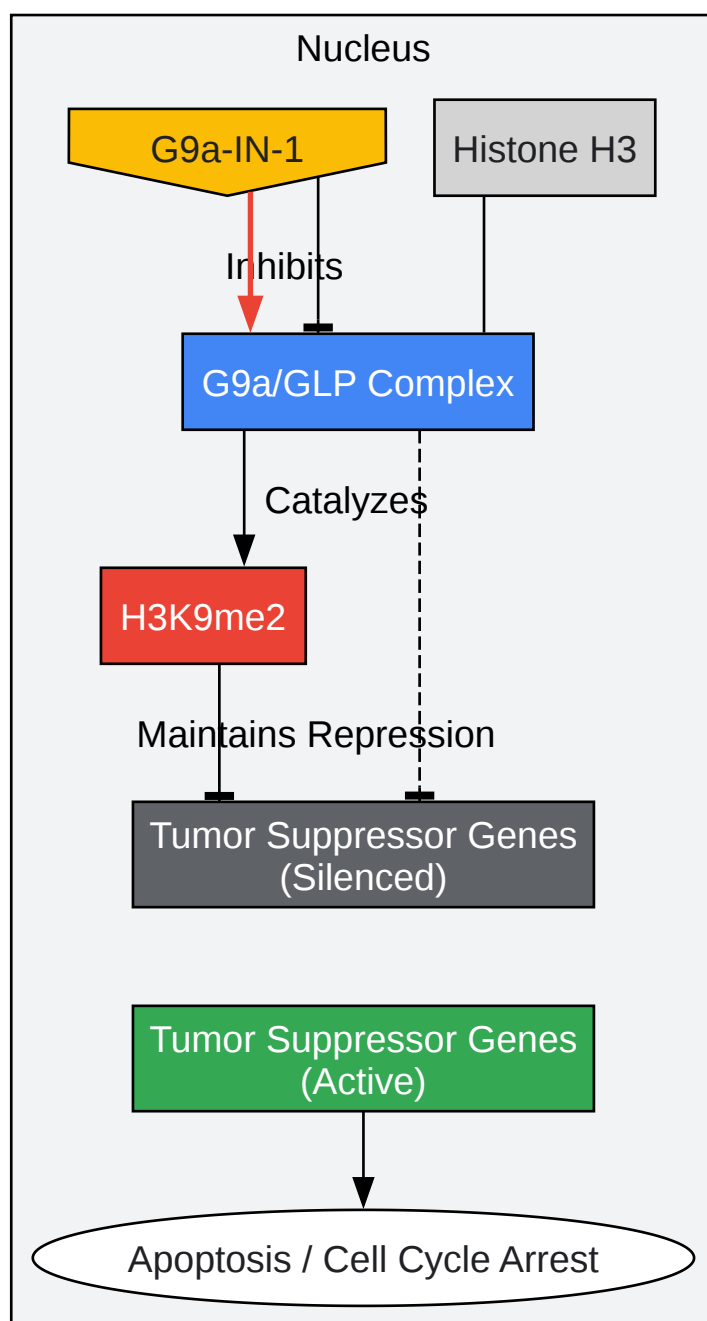 Nucleus
G9a-IN-1
Histone H3
Inhibits
G9a/GLP Complex
Catalyzes
H3K9me2
Maintains Repression
Tumor Suppressor Genes
(Silenced)
Tumor Suppressor Genes
(Active)
Apoptosis / Cell Cycle Arrest